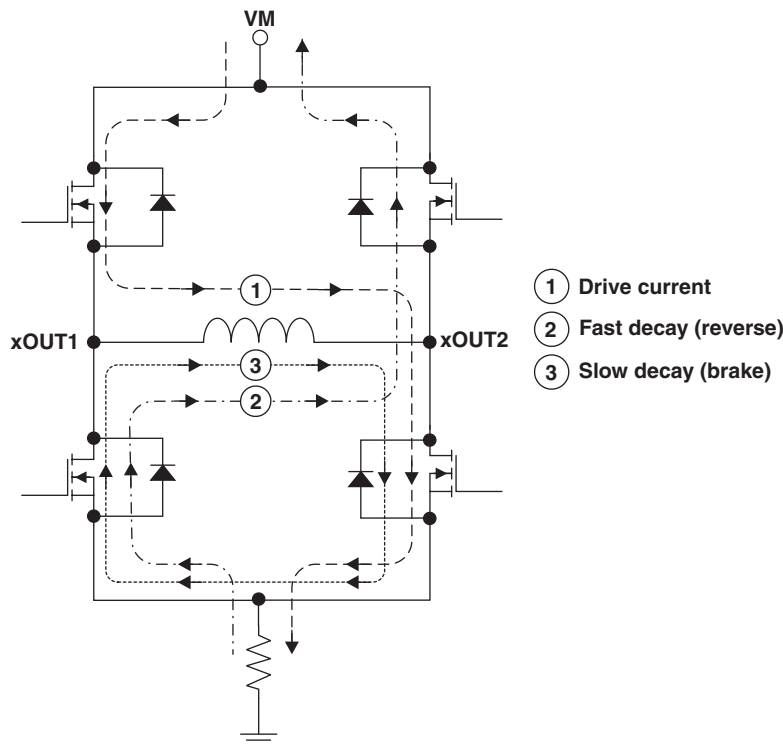 VM
1
xOUT1
xOUT2
3
2
1 Drive current
2 Fast decay (reverse)
3 Slow decay (brake)